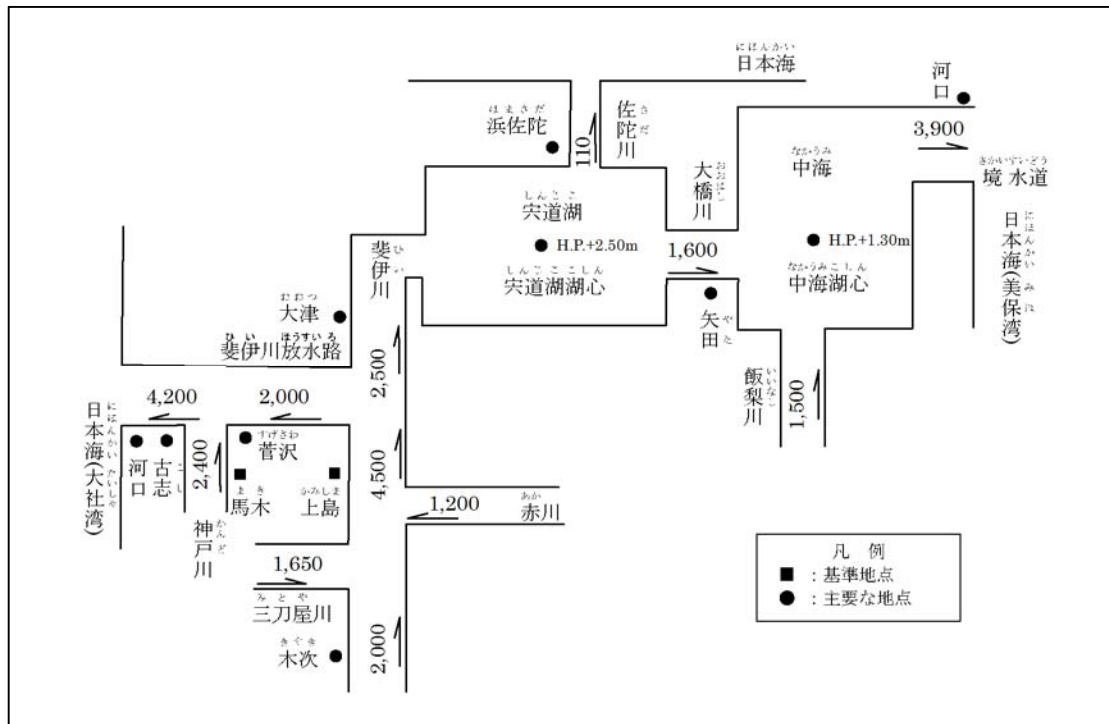 にほんかい
日本海
河口
はまさだ
浜佐陀
さだ
佐陀川
110
おおはし
大橋川
なかうみ
中海
3,900
さかいすいどう
境水道
しんじこ
宍道湖
H.P.+2.50m
しんじここしん
宍道湖湖心
1,600
H.P.+1.30m
なかうみこしん
中海湖心
にほんかい みほ
日本海(美保湾)
ひい
斐伊川
おおつ
大津
ひい ほうすいろ
斐伊川放水路
やた
矢田
いいなし
飯梨川
1,500
2,500
4,200
2,000
にほんかい たいしゃ
日本海(大社湾)
河口
こし
古志
2,400
すげさわ
菅沢
まき
馬木
かみしま
上島
4,500
1,200
あか
赤川
かんど
神戸川
1,650
みとや
三刀屋川
きすき
木次
2,000
凡 例
■ : 基準地点
● : 主要な地点